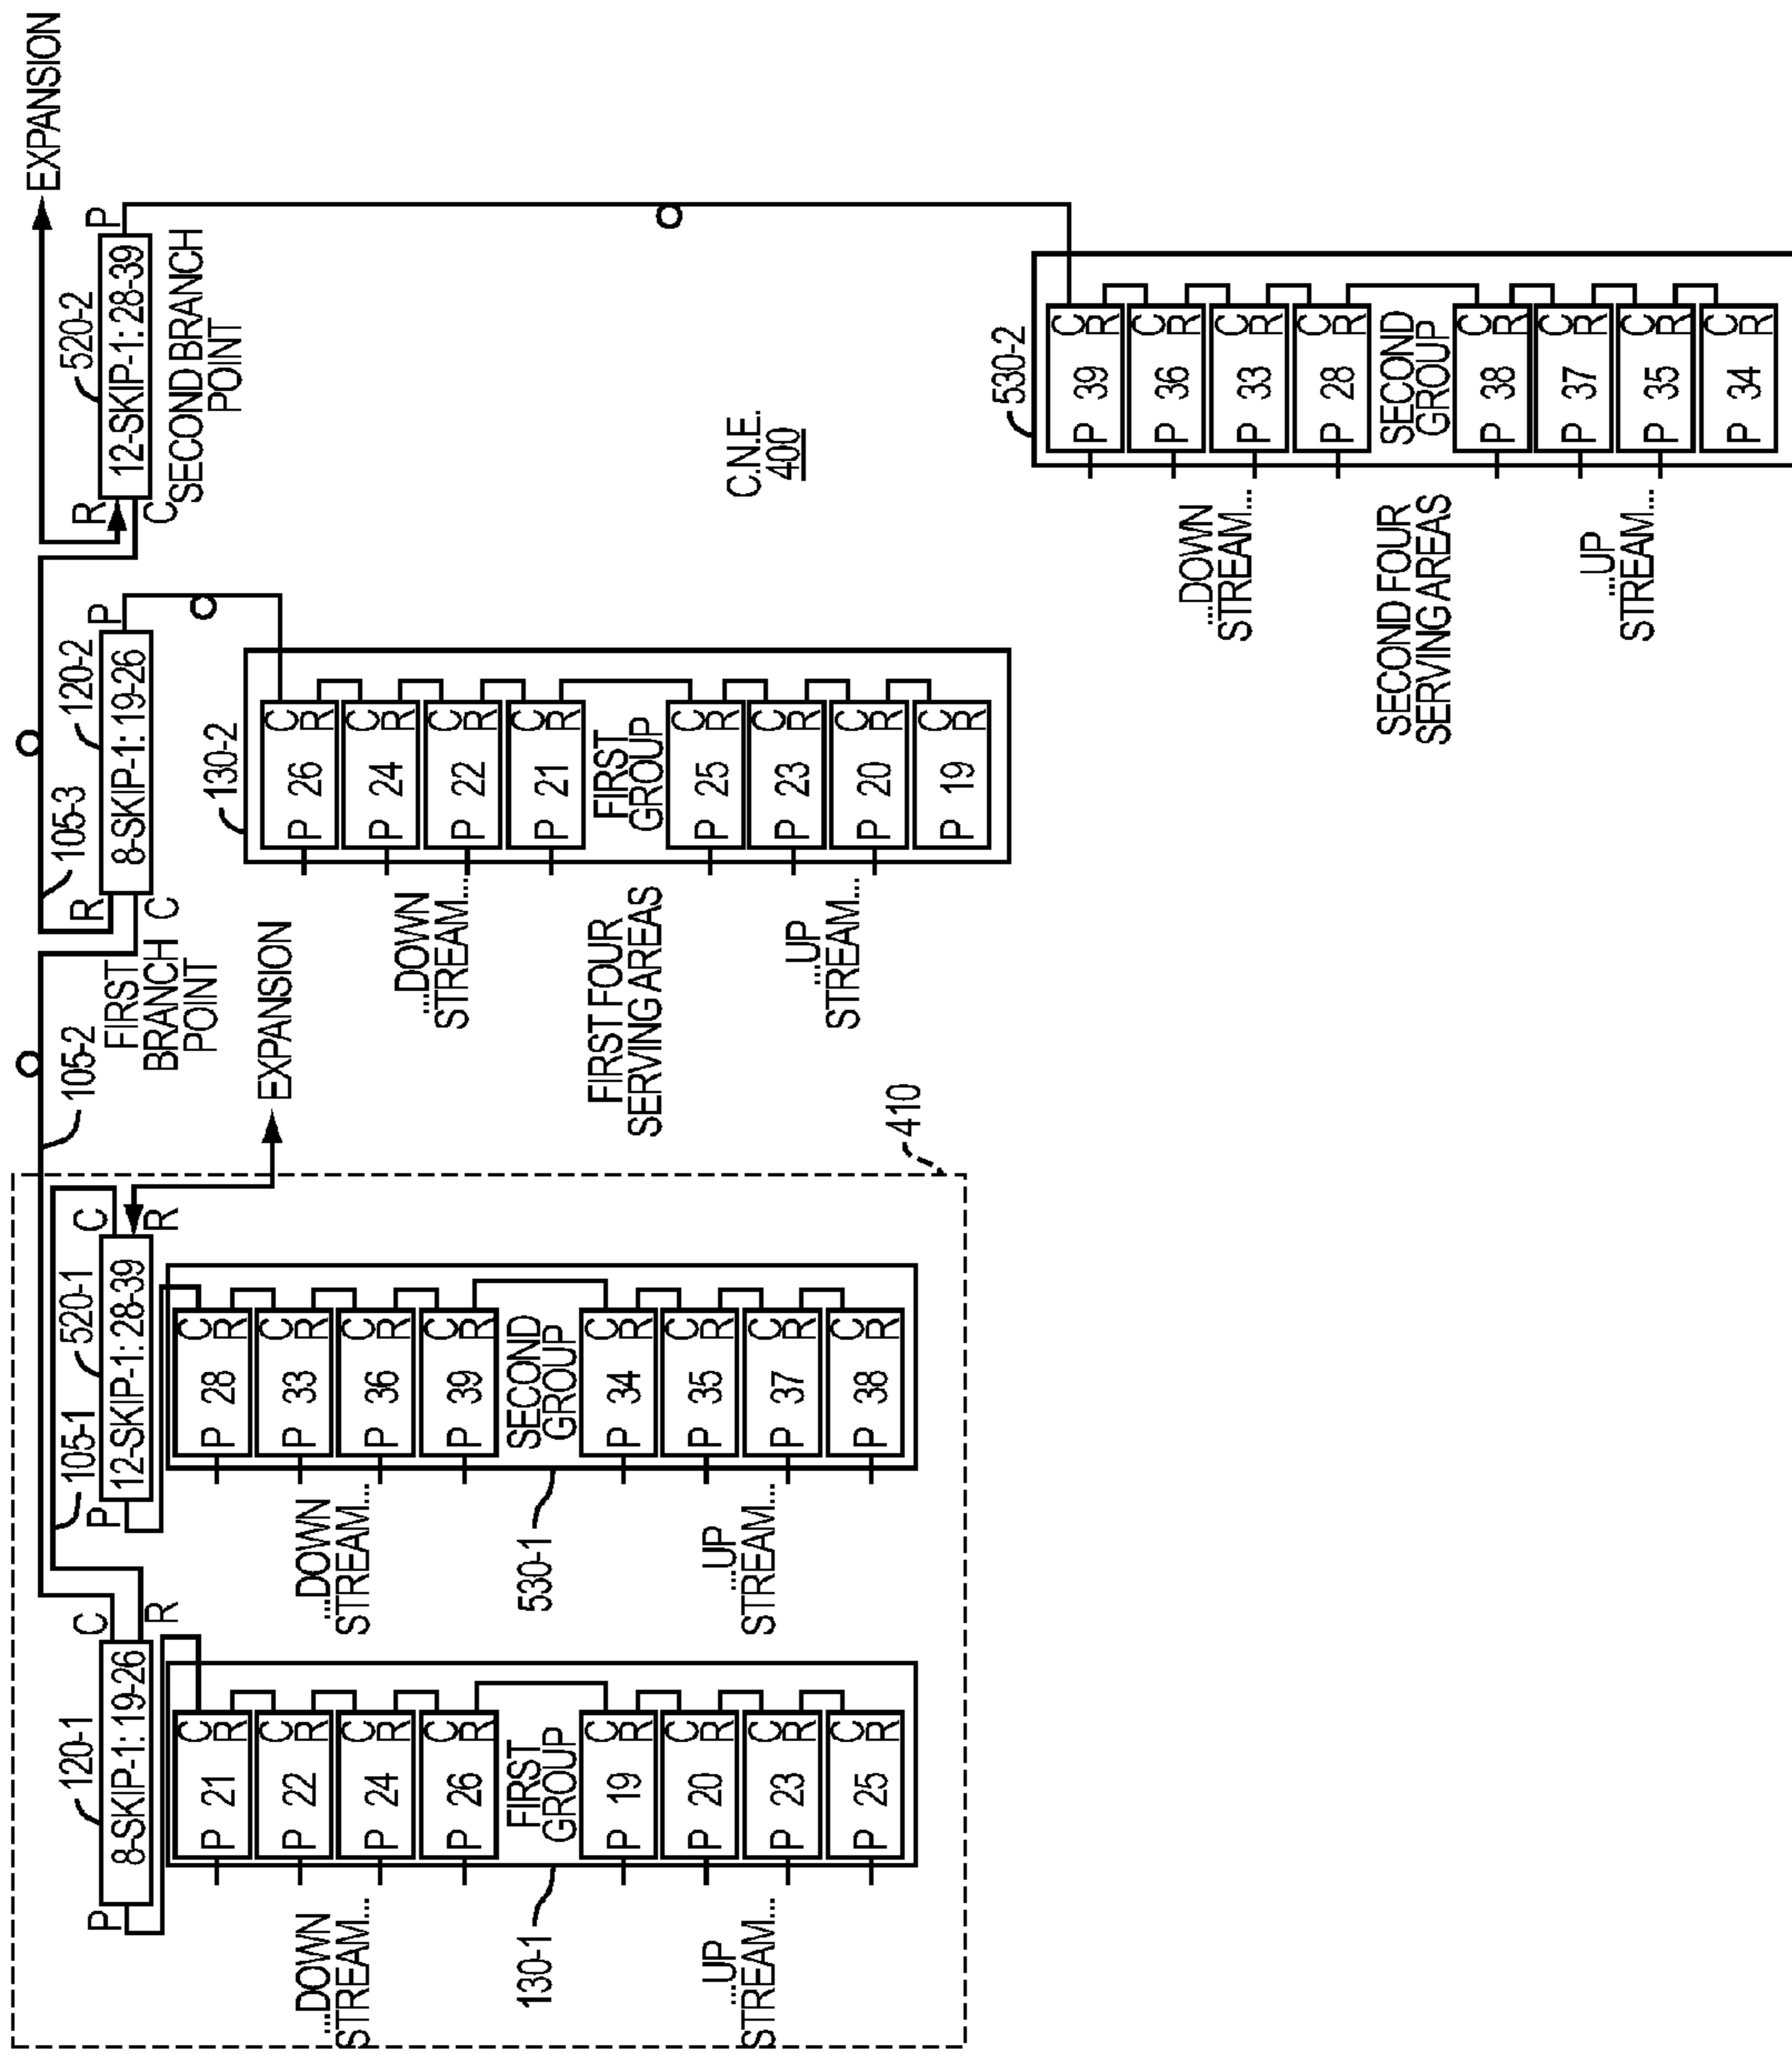 EXPANSION
105-2
105-3
120-1
8-SKIP-1: 19-26
P
C
R
105-1
520-1
12-SKIP-1: 28-39
P
C
R
EXPANSION
FIRST
BRANCH
POINT
120-2
8-SKIP-1: 19-26
R
C
P
520-2
12-SKIP-1: 28-39
R
C
P
SECOND BRANCH
POINT
P 21 C R
P 22 C R
P 24 C R
P 26 C R
FIRST
GROUP
P 19 C R
P 20 C R
P 23 C R
P 25 C R
...DOWN
STREAM...
130-1
...UP
STREAM...
P 28 C R
P 33 C R
P 36 C R
P 39 C R
SECOND
GROUP
P 34 C R
P 35 C R
P 37 C R
P 38 C R
...DOWN
STREAM...
530-1
...UP
STREAM...
410
130-2
P 26 C R
P 24 C R
P 22 C R
P 21 C R
FIRST
GROUP
P 25 C R
P 23 C R
P 20 C R
P 19 C R
...DOWN
STREAM...
FIRST FOUR
SERVING AREAS
...UP
STREAM...
C.N.E.
400
530-2
P 39 C R
P 36 C R
P 33 C R
P 28 C R
SECOND
GROUP
P 38 C R
P 37 C R
P 35 C R
P 34 C R
...DOWN
STREAM...
SECOND FOUR
SERVING AREAS
...UP
STREAM...